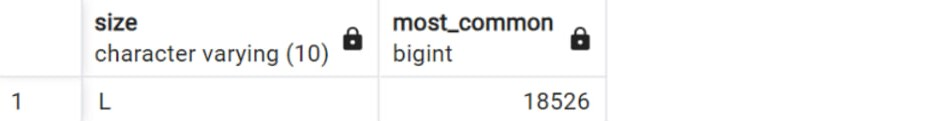 size most_common
character varying (10) bigint
1 L 18526